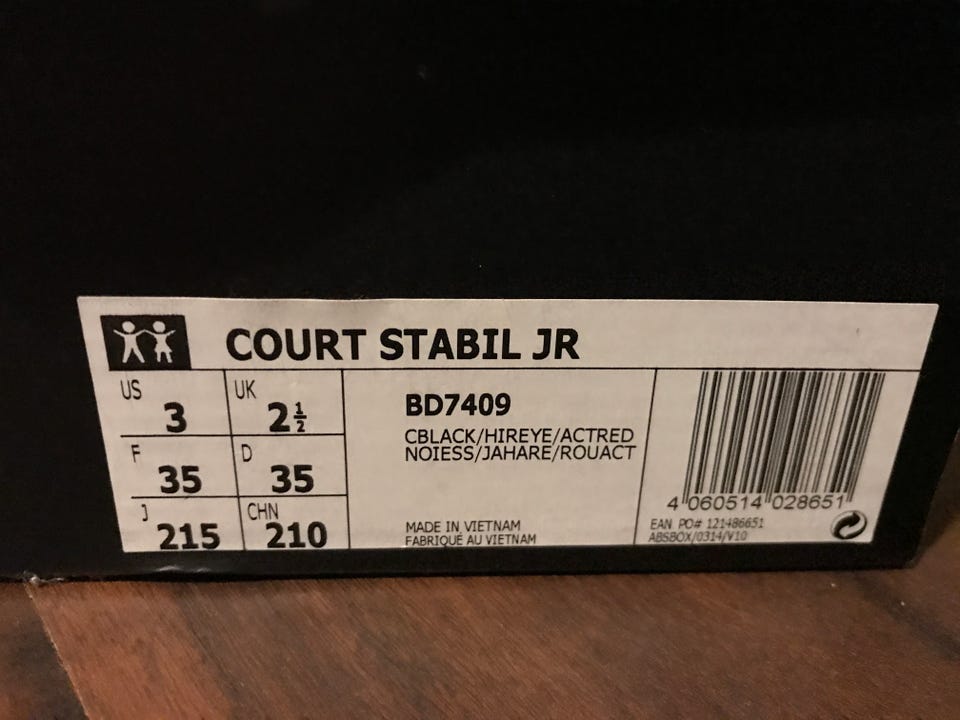 COURT STABIL JR
US 3 UK 2½
F 35 D 35
J 215 CHN 210
BD7409
CBLACK/HIREYE/ACTRED
NOIESS/JAHARE/ROUACT
MADE IN VIETNAM
FABRIQUÉ AU VIETNAM
4 060514 028651
EAN PO# 121486651
ABSBOX/0314/V10